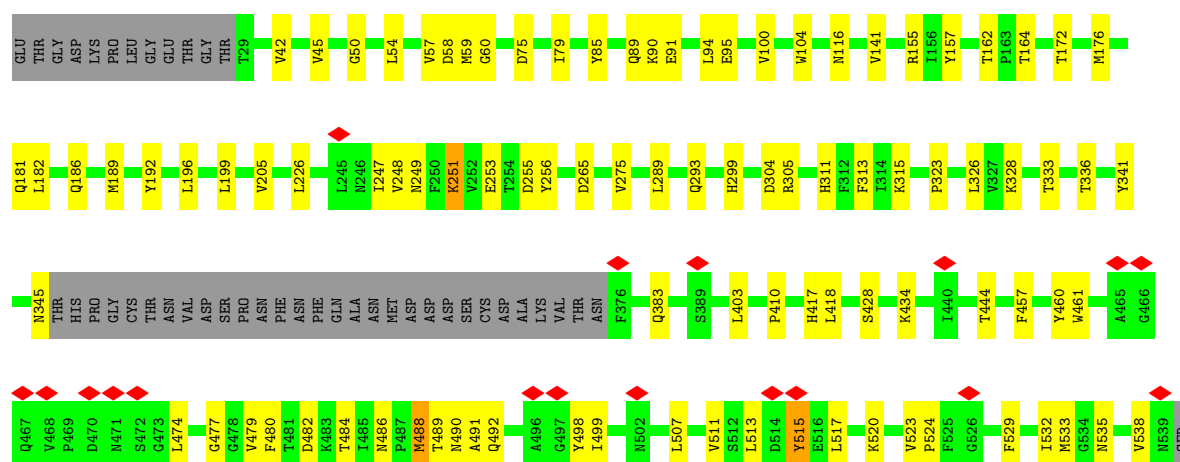 GLU THR GLY ASP LYS PRO LEU GLY GLU THR GLY THR T29 V42 V45 G50 L54 V57 D58 M59 G60 D75 I79 Y85 Q89 K90 E91 L94 E95 V100 W104 N116 V141 R155 I156 Y157 T162 P163 T164 T172 M176
Q181 L182 Q186 M189 Y192 L196 L199 V205 L226 L245 N246 I247 V248 N249 F250 K251 V252 E253 T254 D255 Y256 D265 V275 L289 Q293 H299 D304 R305 H311 F312 F313 I314 K315 P323 L326 V327 K328 T333 T336 Y341
N345 THR HIS PRO GLY CYS THR ASN VAL ASP SER PRO ASN PHE ASN PHE GLN ALA ASN MET ASP ASP ASP SER CYS ASP ALA LYS VAL THR ASN F376 Q383 S389 L403 P410 H417 L418 S428 K434 I440 T444 F457 Y460 W461 A465 G466
Q467 V468 P469 D470 N471 S472 G473 L474 G477 G478 V479 F480 T481 D482 K483 T484 I485 N486 P487 M488 T489 N490 A491 Q492 A496 G497 Y498 I499 N502 L507 V511 S512 L513 D514 Y515 E516 L517 K520 V523 P524 F525 G526 F529 I532 M533 G534 N535 V538 N539